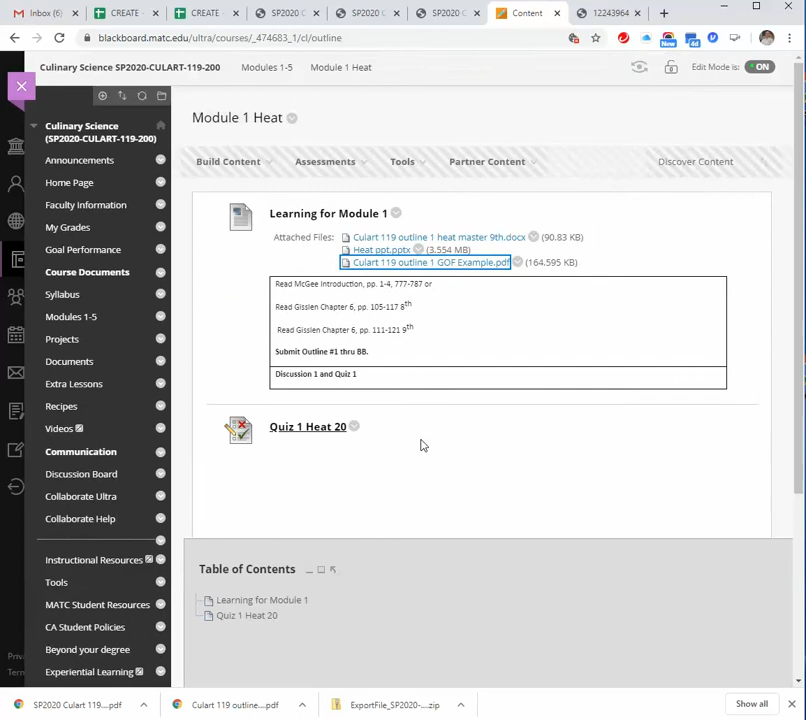 Inbox (6)
CREATE -
CREATE -
SP2020 C
SP2020 C
SP2020 C
Content
12243964
blackboard.matc.edu/ultra/courses/_474683_1/cl/outline
New
4d
Culinary Science SP2020-CULART-119-200
Modules 1-5
Module 1 Heat
Edit Mode is:
ON
Culinary Science
(SP2020-CULART-119-200)
Announcements
Home Page
Faculty Information
My Grades
Goal Performance
Course Documents
Syllabus
Modules 1-5
Projects
Documents
Extra Lessons
Recipes
Videos
Communication
Discussion Board
Collaborate Ultra
Collaborate Help
Instructional Resources
Tools
MATC Student Resources
CA Student Policies
Beyond your degree
Experiential Learning
Priv
Term
Module 1 Heat
Build Content
Assessments
Tools
Partner Content
Discover Content
Learning for Module 1
Attached Files:
Culart 119 outline 1 heat master 9th.docx (90.83 KB)
Heat ppt.pptx (3.554 MB)
Culart 119 outline 1 GOF Example.pdf (164.595 KB)
Read McGee Introduction, pp. 1-4, 777-787 or
Read Gisslen Chapter 6, pp. 105-117 8th
Read Gisslen Chapter 6, pp. 111-121 9th
Submit Outline #1 thru BB.
Discussion 1 and Quiz 1
Quiz 1 Heat 20
Table of Contents
Learning for Module 1
Quiz 1 Heat 20
SP2020 Culart 119....pdf
Culart 119 outline....pdf
ExportFile_SP2020-....zip
Show all